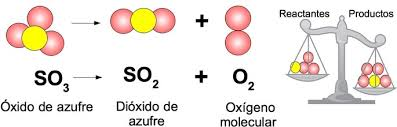 Reactantes Productos
SO₃ → SO₂ + O₂
Óxido de azufre Dióxido de azufre Oxígeno molecular